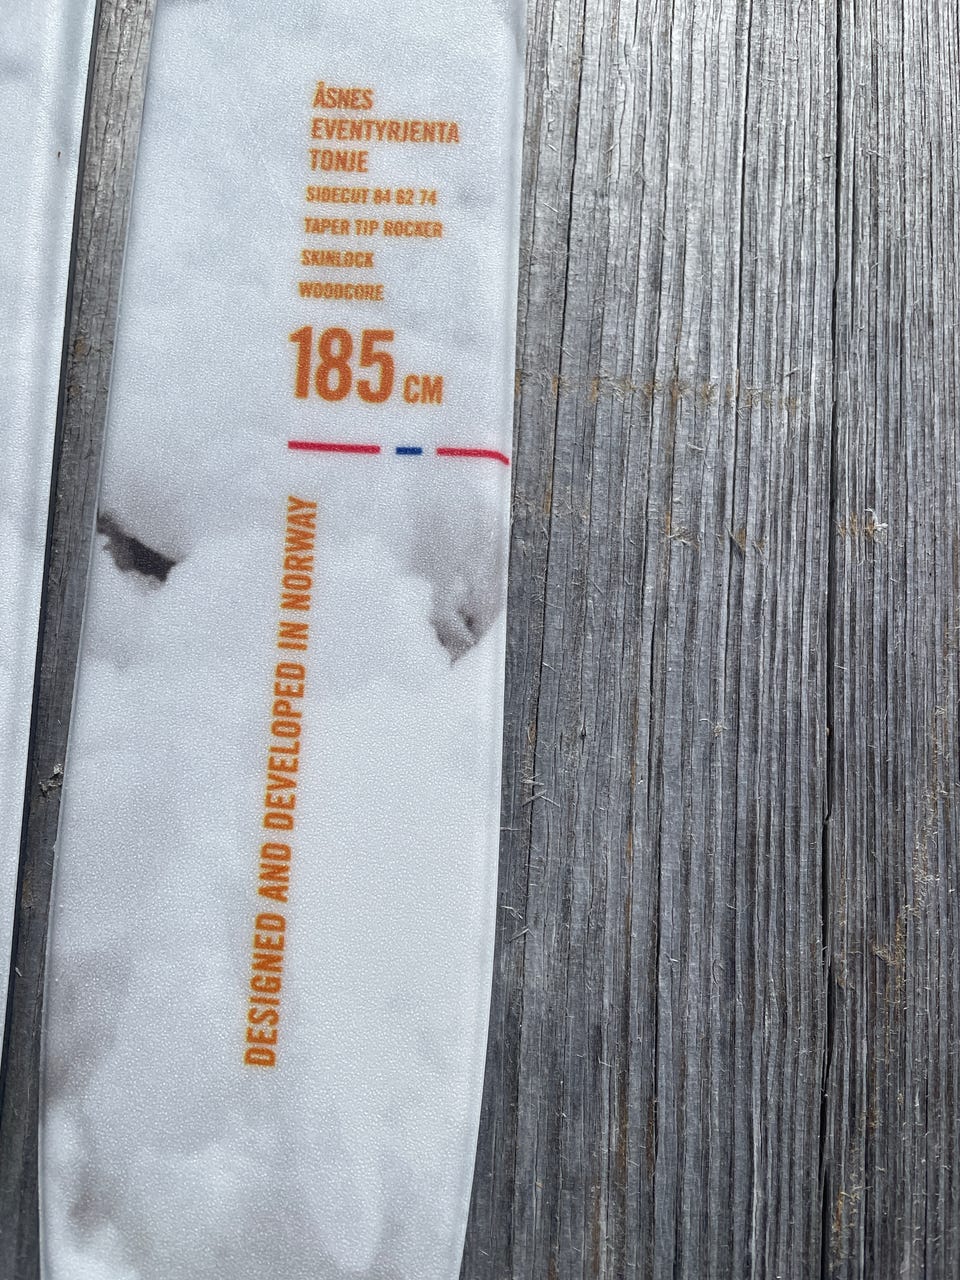 ÅSNES
EVENTYRJENTA
TONJE
SIDECUT 84 62 74
TAPER TIP ROCKER
SKINLOCK
WOODCORE
185 CM
DESIGNED AND DEVELOPED IN NORWAY